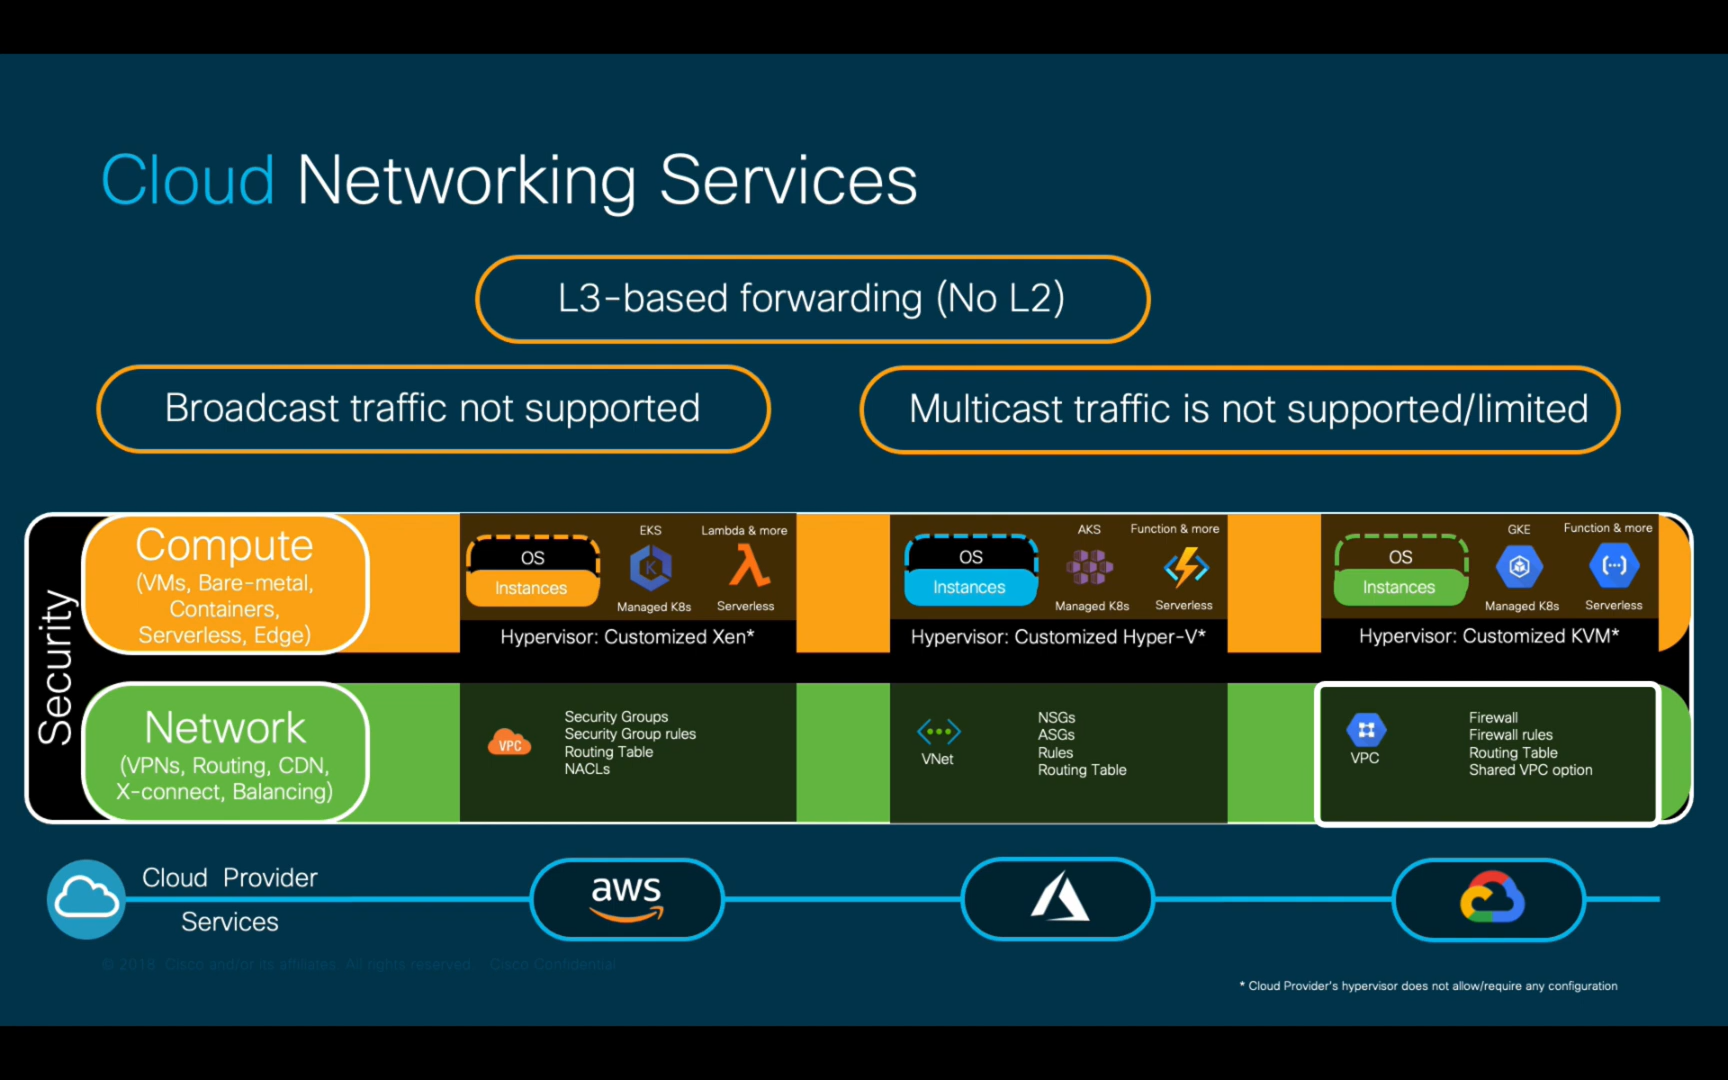 Cloud Networking Services
L3-based forwarding (No L2)
Broadcast traffic not supported
Multicast traffic is not supported/limited
Security
Compute
(VMs, Bare-metal,
Containers,
Serverless, Edge)
OS
Instances
EKS
Managed K8s
Lambda & more
Serverless
Hypervisor: Customized Xen*
OS
Instances
AKS
Managed K8s
Function & more
Serverless
Hypervisor: Customized Hyper-V*
OS
Instances
GKE
Managed K8s
Function & more
Serverless
Hypervisor: Customized KVM*
Network
(VPNs, Routing, CDN,
X-connect, Balancing)
VPC
Security Groups
Security Group rules
Routing Table
NACLs
VNet
NSGs
ASGs
Rules
Routing Table
VPC
Firewall
Firewall rules
Routing Table
Shared VPC option
Cloud Provider
Services
aws
© 2018 Cisco and/or its affiliates. All rights reserved. Cisco Confidential
* Cloud Provider's hypervisor does not allow/require any configuration